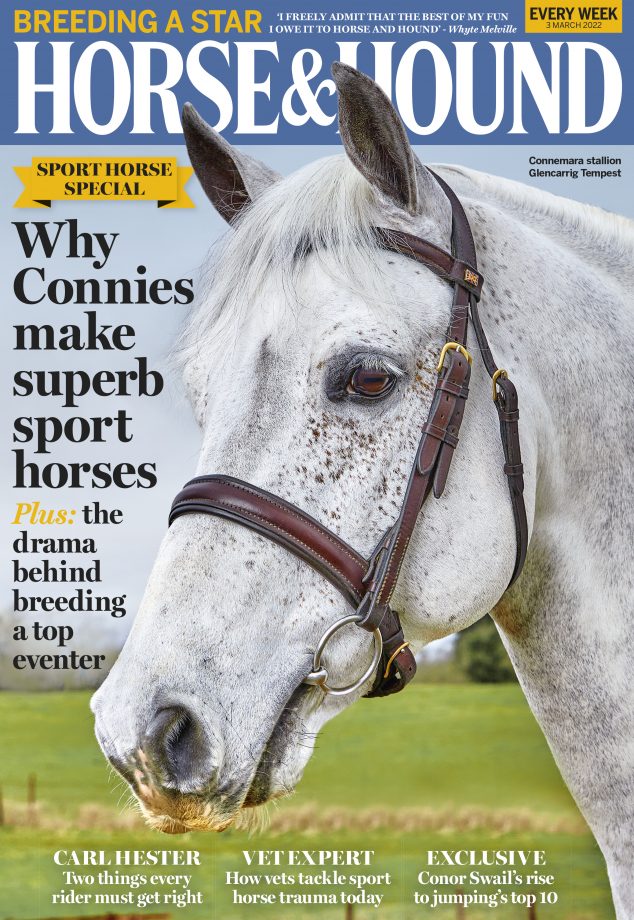 BREEDING A STAR
‘I FREELY ADMIT THAT THE BEST OF MY FUN
I OWE IT TO HORSE AND HOUND’ - Whyte Melville
EVERY WEEK
3 MARCH 2022
HORSE&HOUND
Connemara stallion
Glencarrig Tempest
SPORT HORSE
SPECIAL
Why
Connies
make
superb
sport
horses
Plus: the
drama
behind
breeding
a top
eventer
CARL HESTER
Two things every
rider must get right
VET EXPERT
How vets tackle sport
horse trauma today
EXCLUSIVE
Conor Swail’s rise
to jumping’s top 10